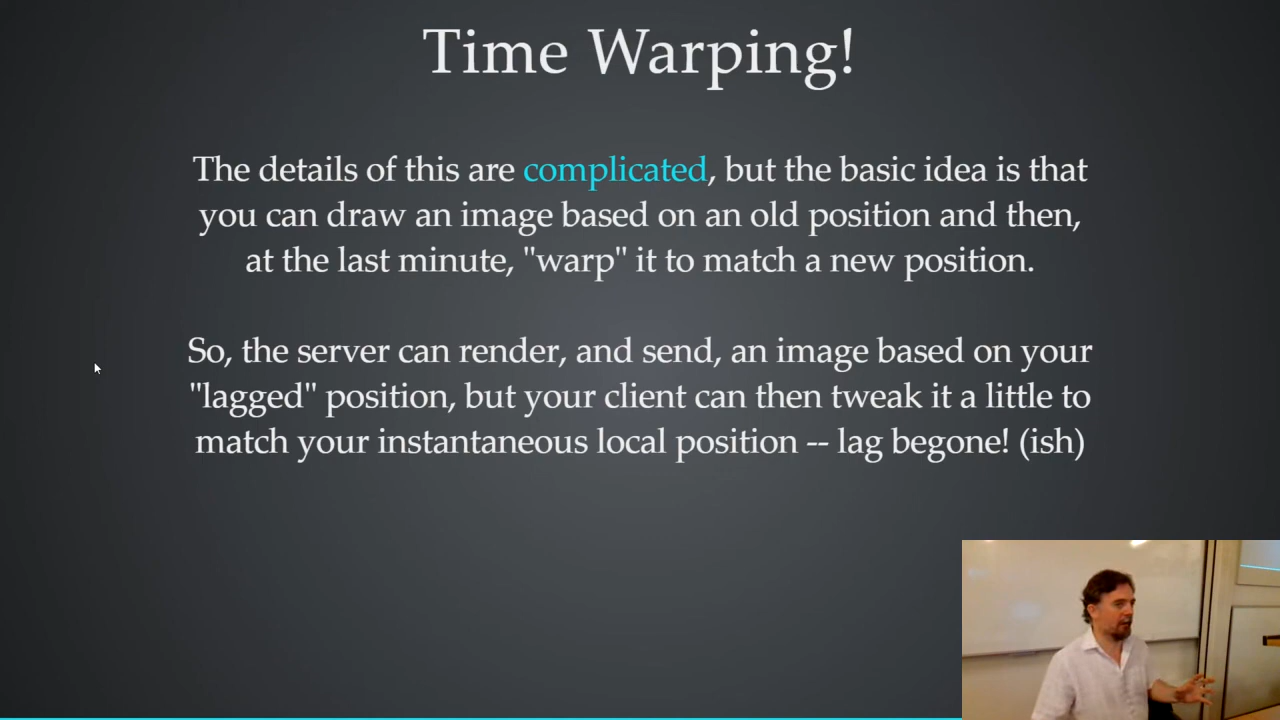 Time Warping!
The details of this are complicated, but the basic idea is that
you can draw an image based on an old position and then,
at the last minute, "warp" it to match a new position.
So, the server can render, and send, an image based on your
"lagged" position, but your client can then tweak it a little to
match your instantaneous local position -- lag begone! (ish)